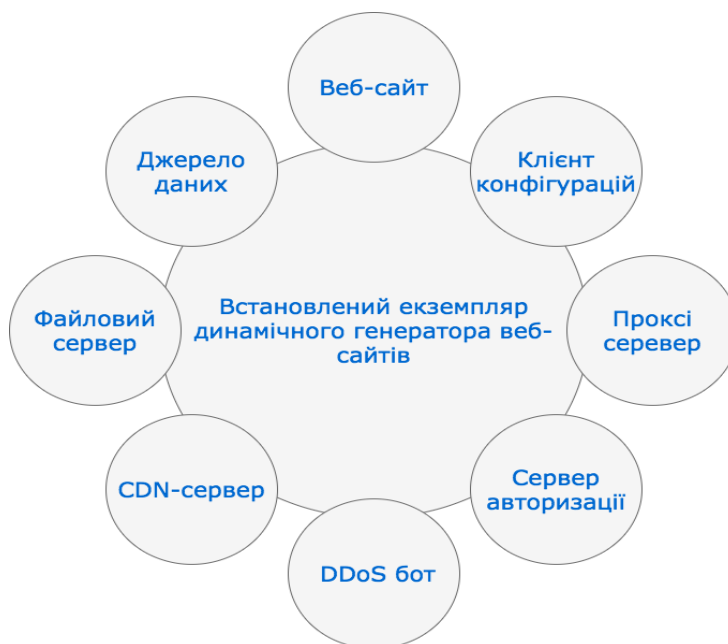 Веб-сайт
Джерело
даних
Клієнт
конфігурацій
Файловий
сервер
Встановлений екземпляр
динамічного генератора веб-
сайтів
Проксі
серевер
CDN-сервер
Сервер
авторизації
DDoS бот